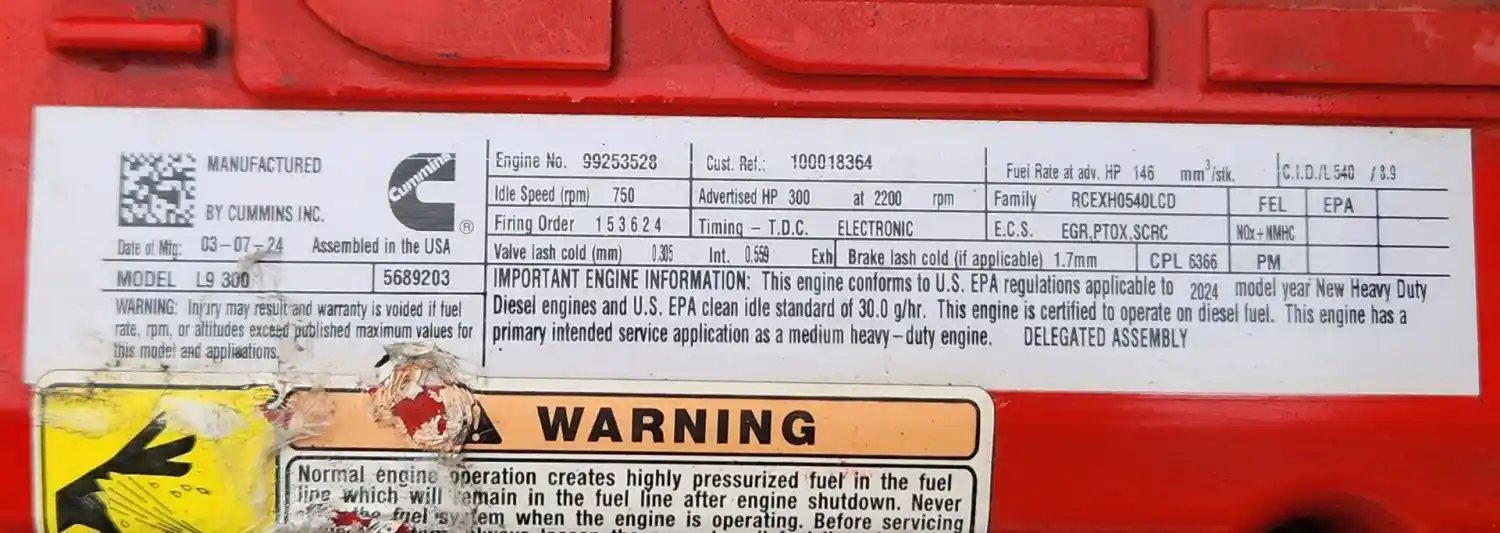 MANUFACTURED
BY CUMMINS INC.
Cummins ®
Date of Mfg: 03-07-24 Assembled in the USA
MODEL L9 300 5689203
WARNING: Injury may result and warranty is voided if fuel
rate, rpm, or altitudes exceed published maximum values for
this model and applications.
Engine No. 99253528 Cust. Ref.: 100018364 Fuel Rate at adv. HP 146 mm³/stk. C.I.D./L 540 / 8.9
Idle Speed (rpm) 750 Advertised HP 300 at 2200 rpm Family RCEXH0540LCD FEL EPA
Firing Order 1 5 3 6 2 4 Timing – T.D.C. ELECTRONIC E.C.S. EGR,PTOX,SCRC NOx+NMHC
Valve lash cold (mm) 0.305 Int. 0.559 Exh Brake lash cold (if applicable) 1.7mm CPL 6366 PM
IMPORTANT ENGINE INFORMATION: This engine conforms to U.S. EPA regulations applicable to 2024 model year New Heavy Duty
Diesel engines and U.S. EPA clean idle standard of 30.0 g/hr. This engine is certified to operate on diesel fuel. This engine has a
primary intended service application as a medium heavy–duty engine. DELEGATED ASSEMBLY
WARNING
Normal engine operation creates highly pressurized fuel in the fuel
line which will remain in the fuel line after engine shutdown. Never
the fuel system when the engine is operating. Before servicing
always loosen the